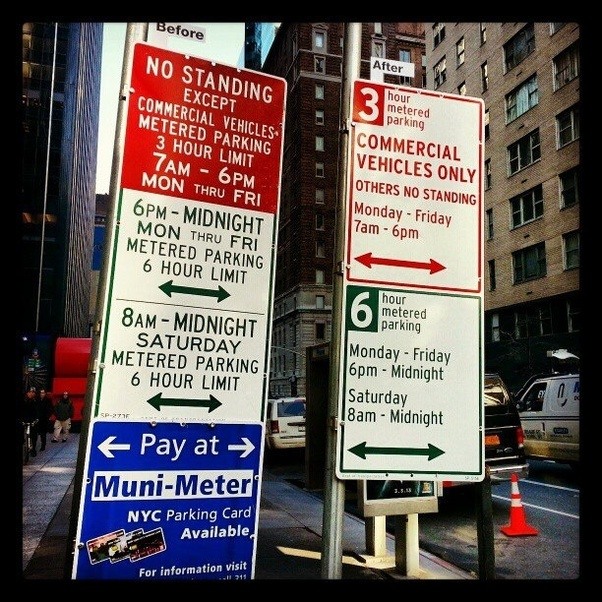 Before
NO STANDING
EXCEPT
COMMERCIAL VEHICLES
METERED PARKING
3 HOUR LIMIT
7AM - 6PM
MON THRU FRI
6PM - MIDNIGHT
MON THRU FRI
METERED PARKING
6 HOUR LIMIT
8AM - MIDNIGHT
SATURDAY
METERED PARKING
6 HOUR LIMIT
SP-273E
Pay at
Muni-Meter
NYC Parking Card
Available
For information visit
After
3 hour
metered
parking
COMMERCIAL
VEHICLES ONLY
OTHERS NO STANDING
Monday - Friday
7am - 6pm
6 hour
metered
parking
Monday - Friday
6pm - Midnight
Saturday
8am - Midnight